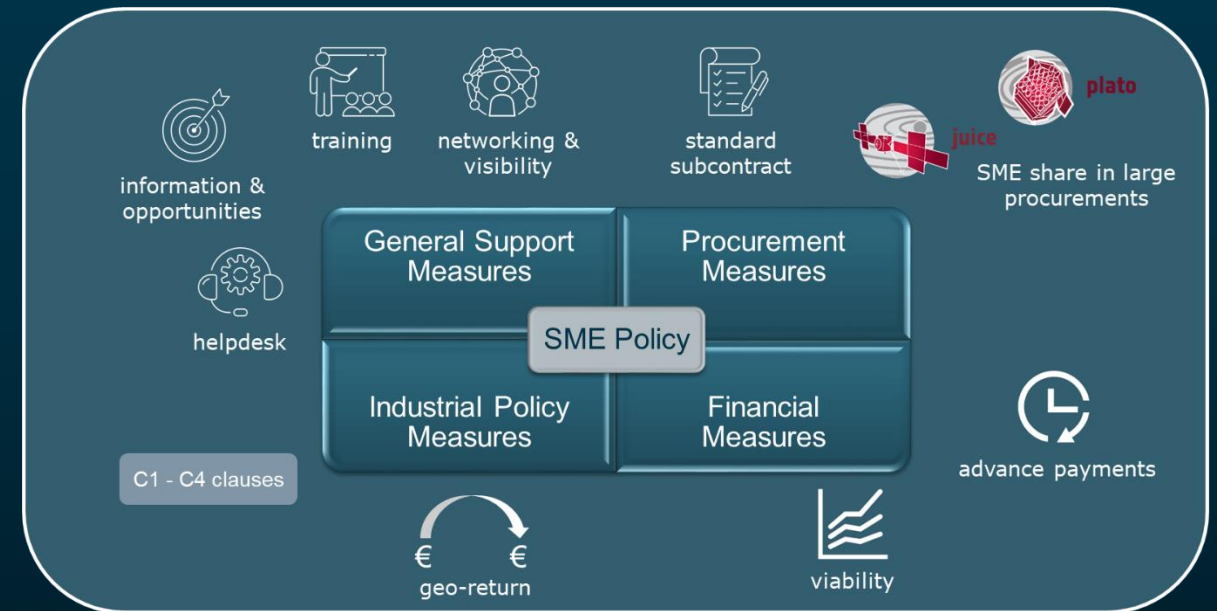 training
networking &
visibility
standard
subcontract
plato
juice
SME share in large
procurements
information &
opportunities
helpdesk
General Support
Measures
Procurement
Measures
SME Policy
Industrial Policy
Measures
Financial
Measures
C1 - C4 clauses
€ €
geo-return
viability
advance payments